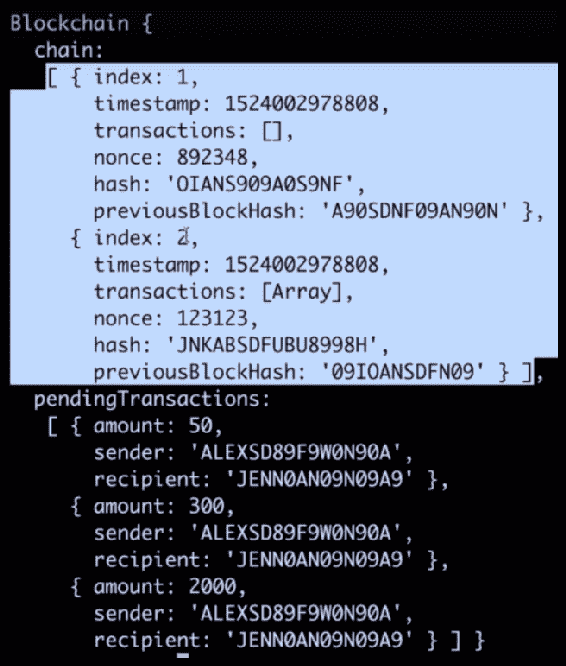 Blockchain {
  chain:
   [ { index: 1,
       timestamp: 1524002978808,
       transactions: [],
       nonce: 892348,
       hash: 'OIANS909A0S9NF',
       previousBlockHash: 'A90SDNF09AN90N' },
     { index: 2,
       timestamp: 1524002978808,
       transactions: [Array],
       nonce: 123123,
       hash: 'JNKABSDFUBU8998H',
       previousBlockHash: '09IOANSDFN09' } ],
  pendingTransactions:
   [ { amount: 50,
       sender: 'ALEXSD89F9W0N90A',
       recipient: 'JENN0AN09N09A9' },
     { amount: 300,
       sender: 'ALEXSD89F9W0N90A',
       recipient: 'JENN0AN09N09A9' },
     { amount: 2000,
       sender: 'ALEXSD89F9W0N90A',
       recipient: 'JENN0AN09N09A9' } ] }